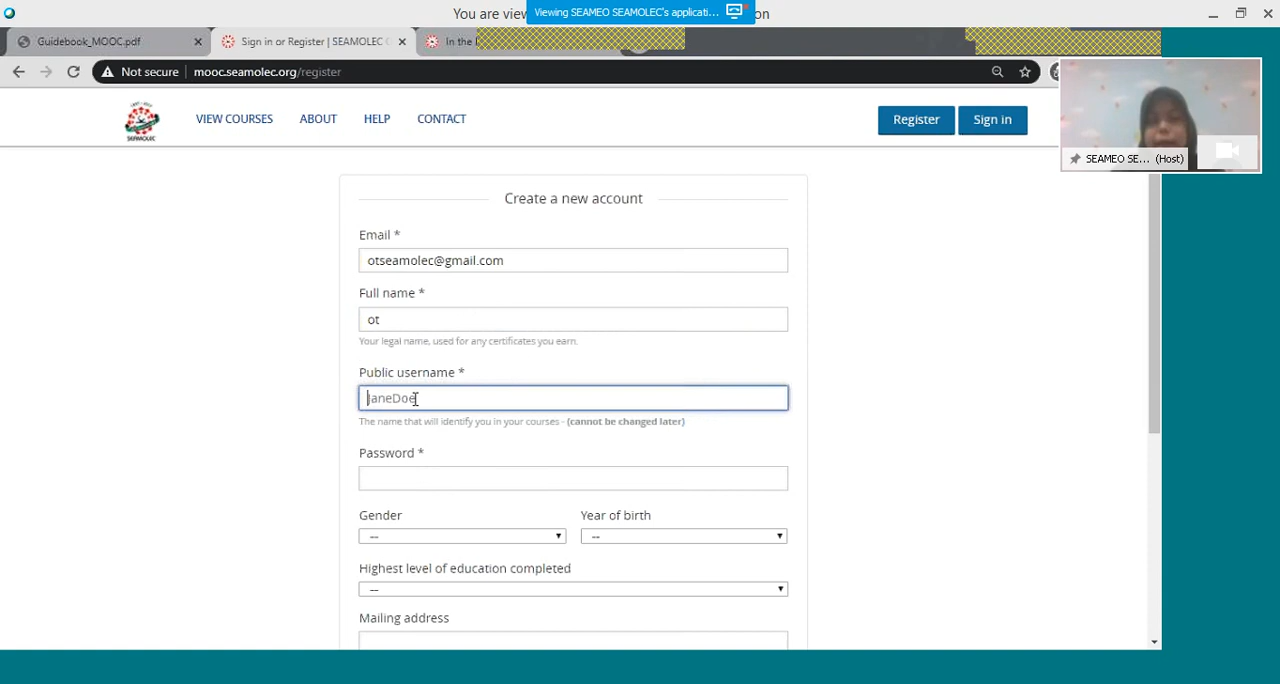 You are view
Viewing SEAMEO SEAMOLEC's applicati...
on
Guidebook_MOOC.pdf
Sign in or Register | SEAMOLEC
In the
Not secure
mooc.seamolec.org/register
SEAMOLEC
VIEW COURSES
ABOUT
HELP
CONTACT
Register
Sign in
SEAMEO SE... (Host)
Create a new account
Email *
otseamolec@gmail.com
Full name *
ot
Your legal name, used for any certificates you earn.
Public username *
JaneDoe
The name that will identify you in your courses - (cannot be changed later)
Password *
Gender
Year of birth
--
--
Highest level of education completed
--
Mailing address